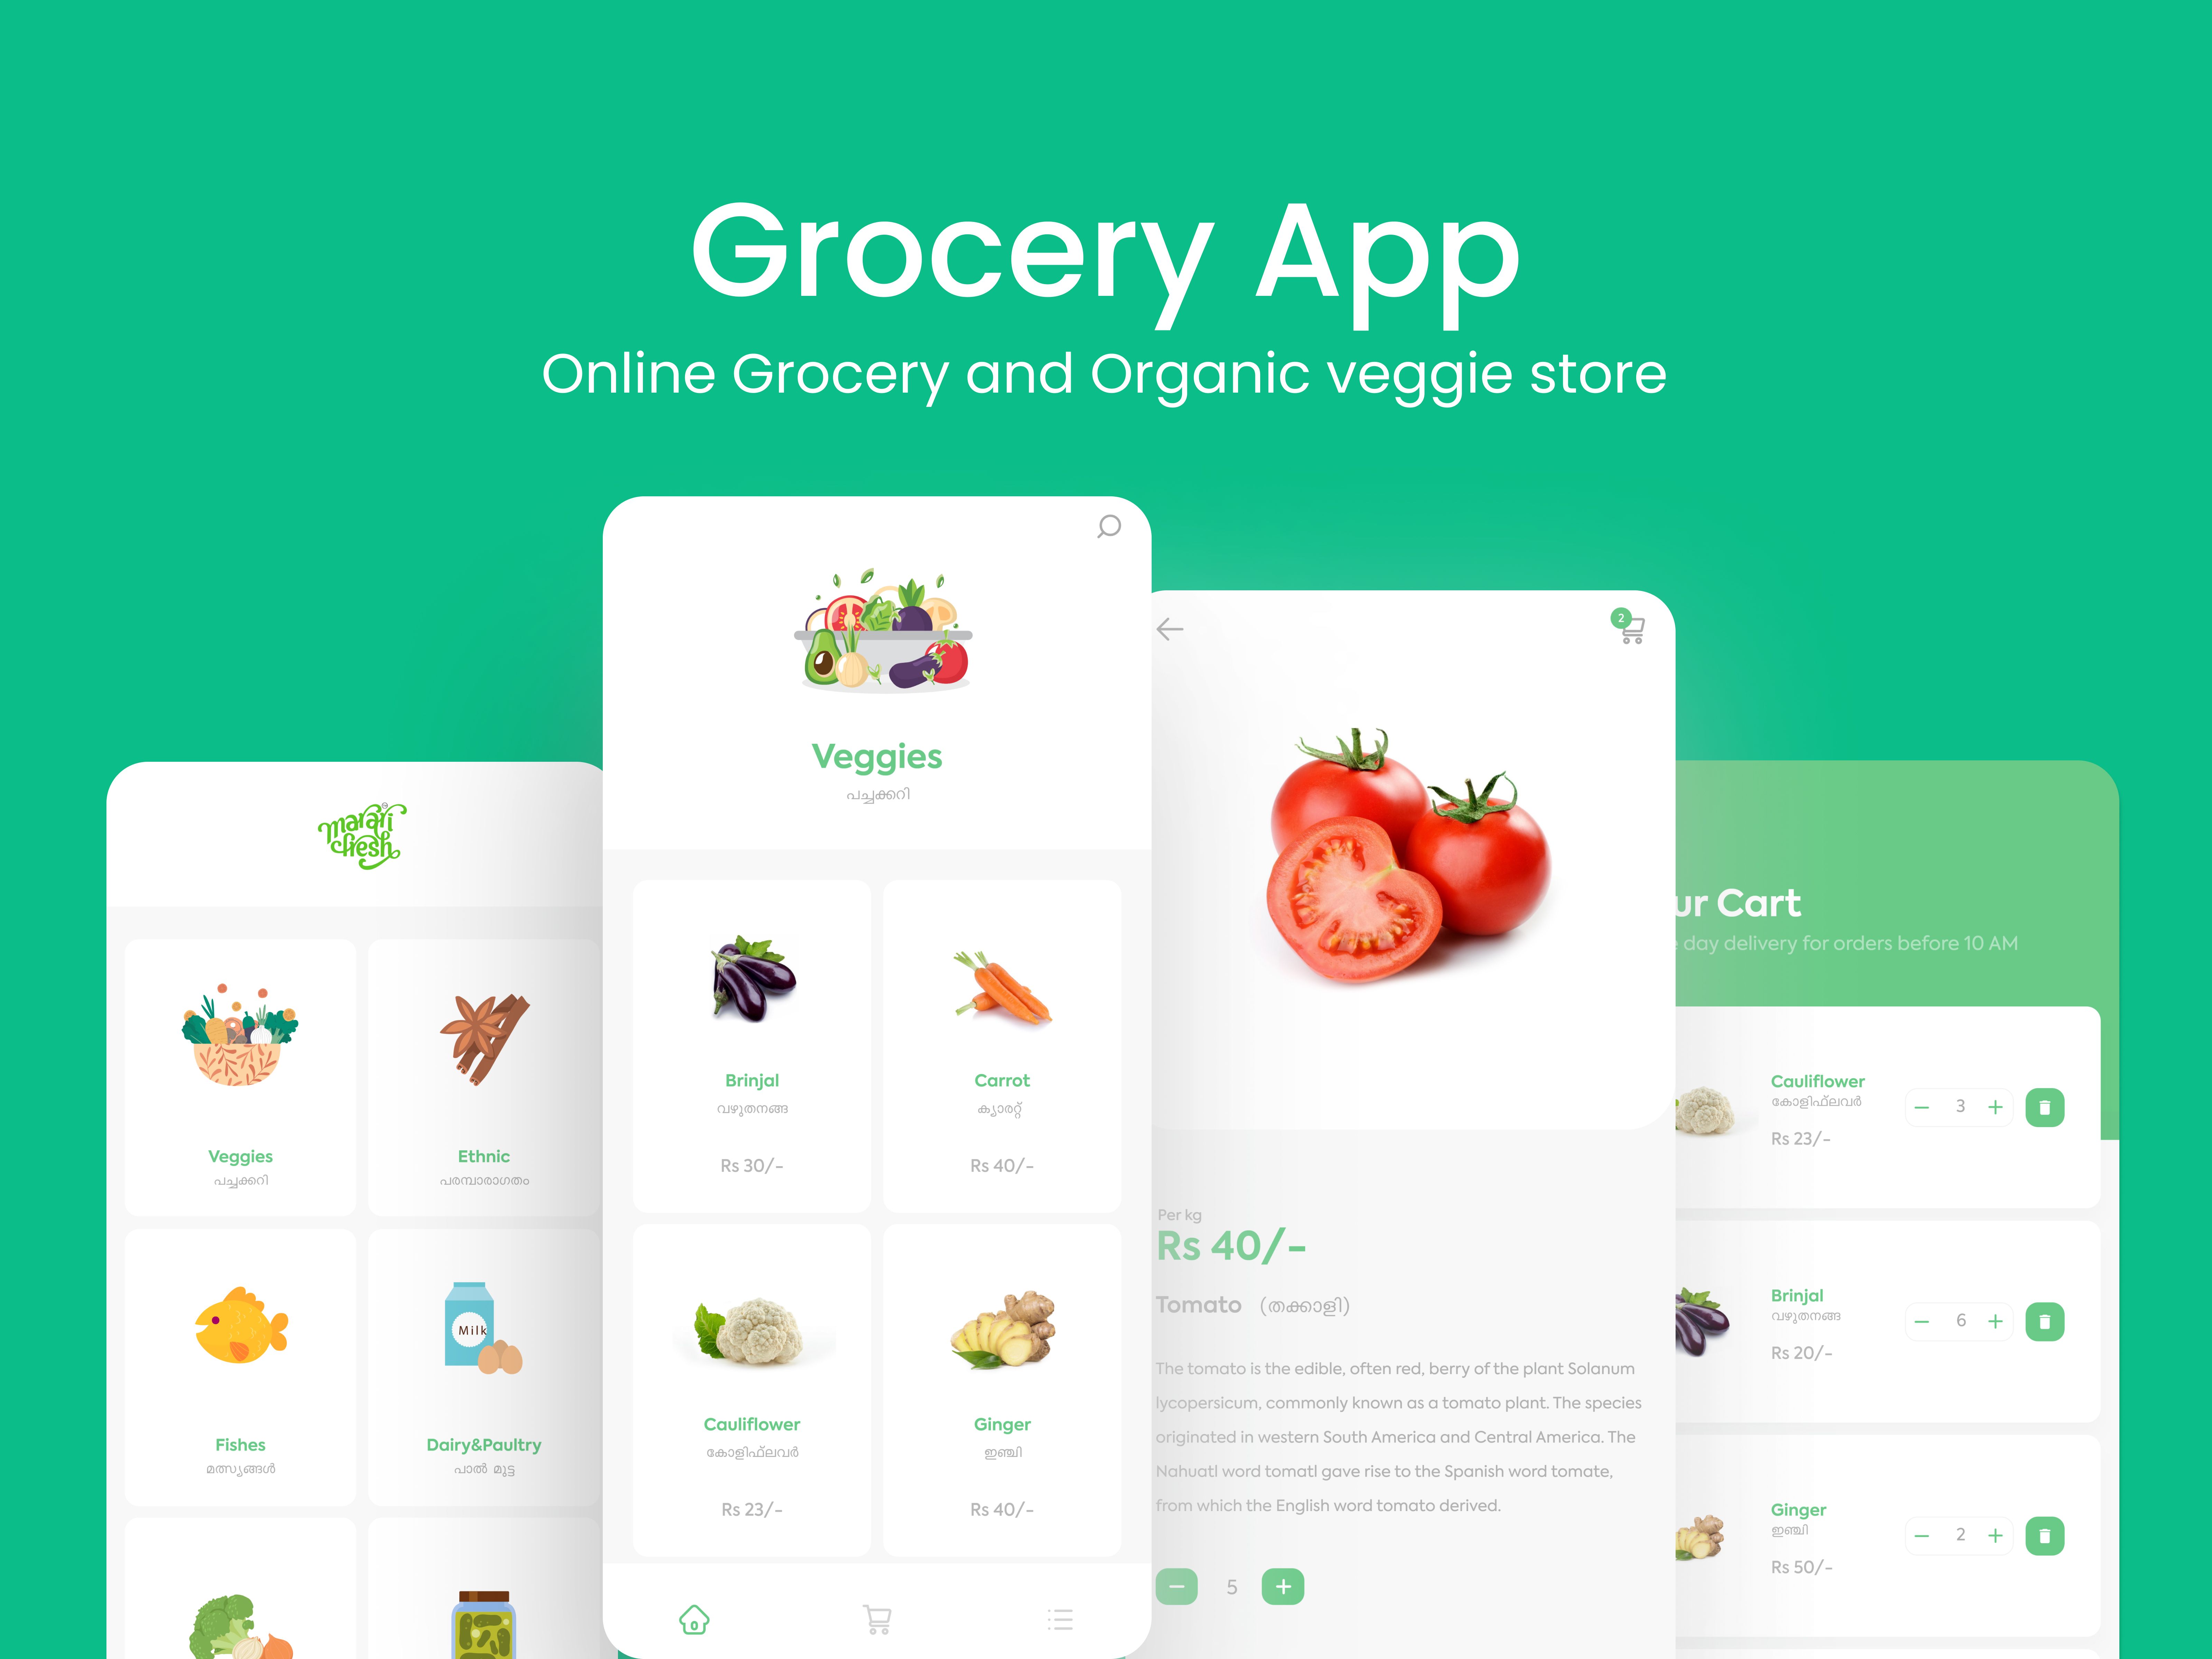 Grocery App
Online Grocery and Organic veggie store
marari
fresh
Veggies
പച്ചക്കറി
Ethnic
പരമ്പാരാഗതം
Fishes
മത്സ്യങ്ങൾ
Dairy&Paultry
പാൽ മുട്ട
Milk
Veggies
പച്ചക്കറി
Brinjal
വഴുതനങ്ങ
Rs 30/-
Carrot
ക്യാരറ്റ്
Rs 40/-
Cauliflower
കോളിഫ്ലവർ
Rs 23/-
Ginger
ഇഞ്ചി
Rs 40/-
2
Per kg
Rs 40/-
Tomato (തക്കാളി)
The tomato is the edible, often red, berry of the plant Solanum
lycopersicum, commonly known as a tomato plant. The species
originated in western South America and Central America. The
Nahuatl word tomatl gave rise to the Spanish word tomate,
from which the English word tomato derived.
5
ur Cart
e day delivery for orders before 10 AM
Cauliflower
കോളിഫ്ലവർ
Rs 23/-
3
Brinjal
വഴുതനങ്ങ
Rs 20/-
6
Ginger
ഇഞ്ചി
Rs 50/-
2